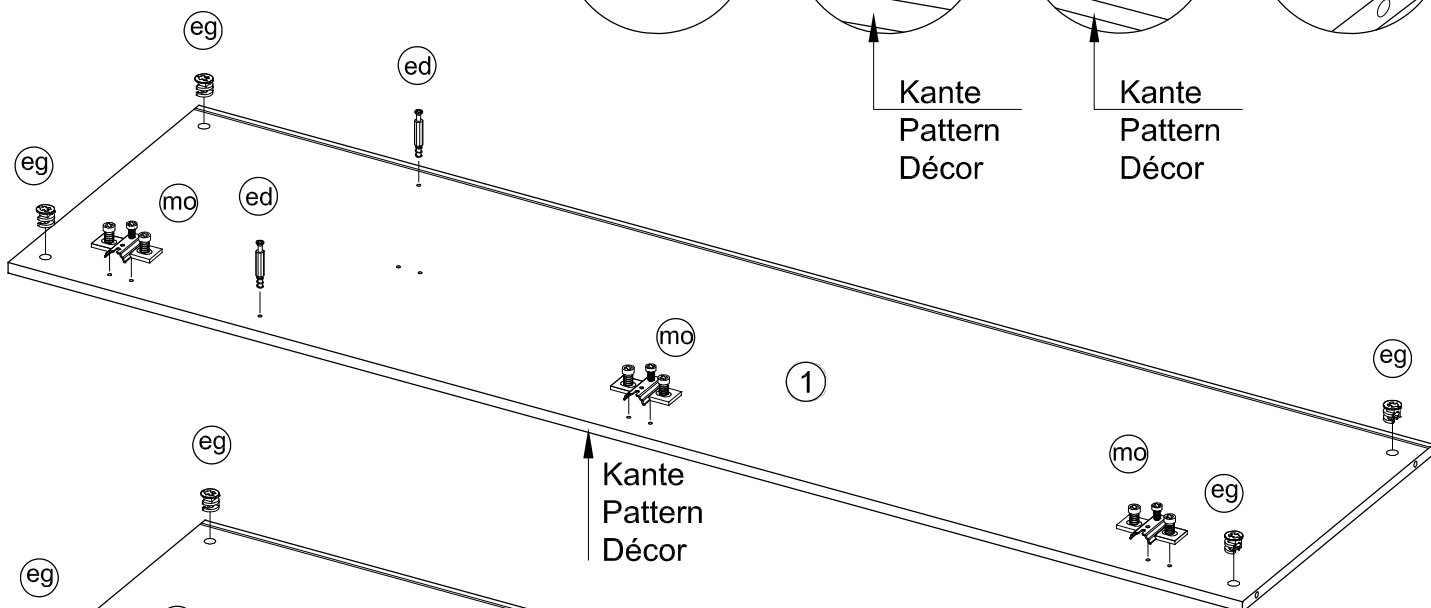 eg
ed
Kante
Pattern
Décor
Kante
Pattern
Décor
eg
mo
ed
mo
1
eg
eg
mo
eg
Kante
Pattern
Décor
eg